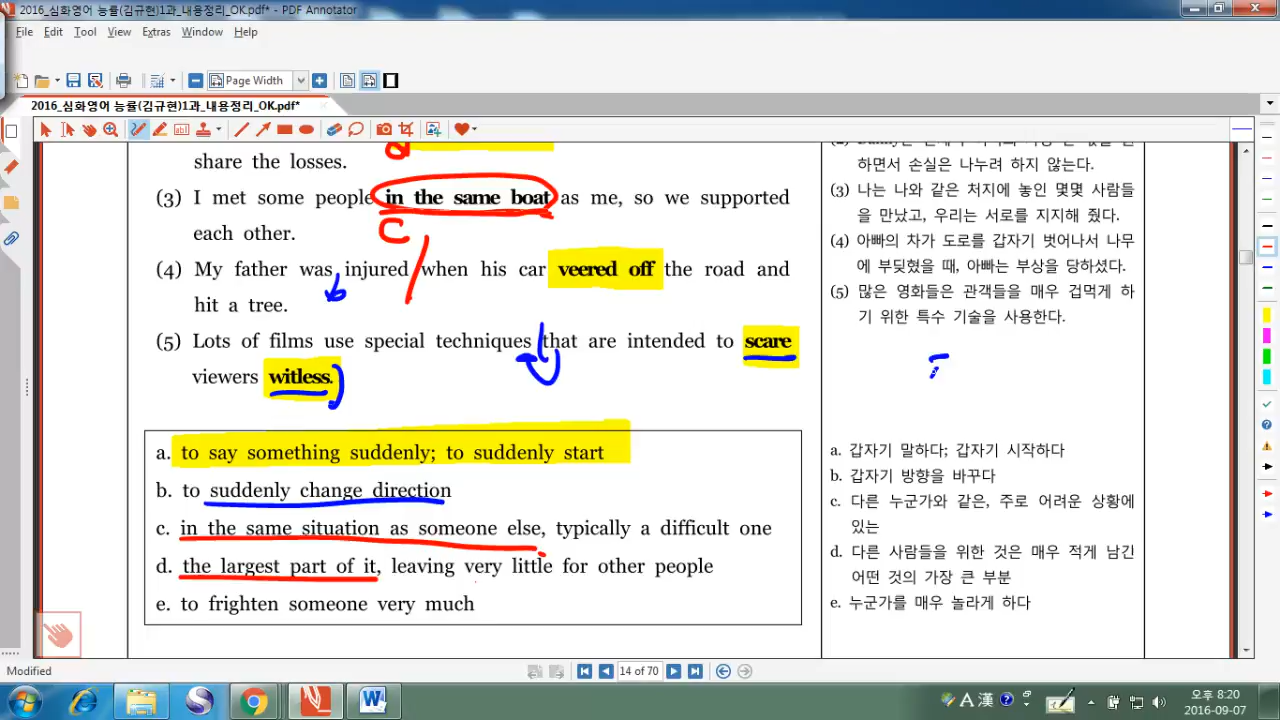 2016_심화영어 능률(김규현)1과_내용정리_OK.pdf* - PDF Annotator
File Edit Tool View Extras Window Help
Page Width
2016_심화영어 능률(김규현)1과_내용정리_OK.pdf*
share the losses.
(3) I met some people in the same boat as me, so we supported
each other.
C
(4) My father was injured when his car veered off the road and
hit a tree.
b
(5) Lots of films use special techniques that are intended to scare
viewers witless.
a. to say something suddenly; to suddenly start
b. to suddenly change direction
c. in the same situation as someone else, typically a difficult one
d. the largest part of it, leaving very little for other people
e. to frighten someone very much
하면서 손실은 나누려 하지 않는다.
(3) 나는 나와 같은 처지에 놓인 몇몇 사람들
을 만났고, 우리는 서로를 지지해 줬다.
(4) 아빠의 차가 도로를 갑자기 벗어나서 나무
에 부딪혔을 때, 아빠는 부상을 당하셨다.
(5) 많은 영화들은 관객들을 매우 겁먹게 하
기 위한 특수 기술을 사용한다.
a. 갑자기 말하다; 갑자기 시작하다
b. 갑자기 방향을 바꾸다
c. 다른 누군가와 같은, 주로 어려운 상황에
있는
d. 다른 사람들을 위한 것은 매우 적게 남긴
어떤 것의 가장 큰 부분
e. 누군가를 매우 놀라게 하다
Modified
14 of 70
A 漢
오후 8:20
2016-09-07